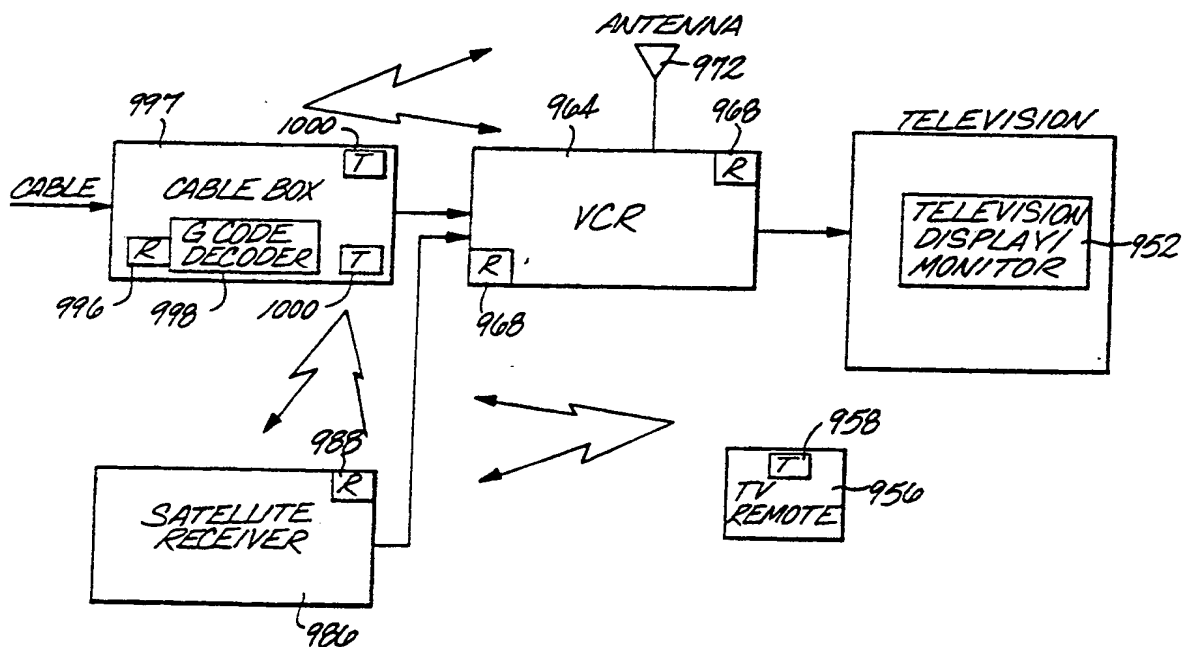 ANTENNA
972
997
1000
964
968
TELEVISION
T
R
CABLE
CABLE BOX
VCR
TELEVISION
DISPLAY/
MONITOR
952
G CODE
DECODER
R
T
R
996
998
1000
968
988
R
958
T
TV
REMOTE
956
SATELLITE
RECEIVER
986